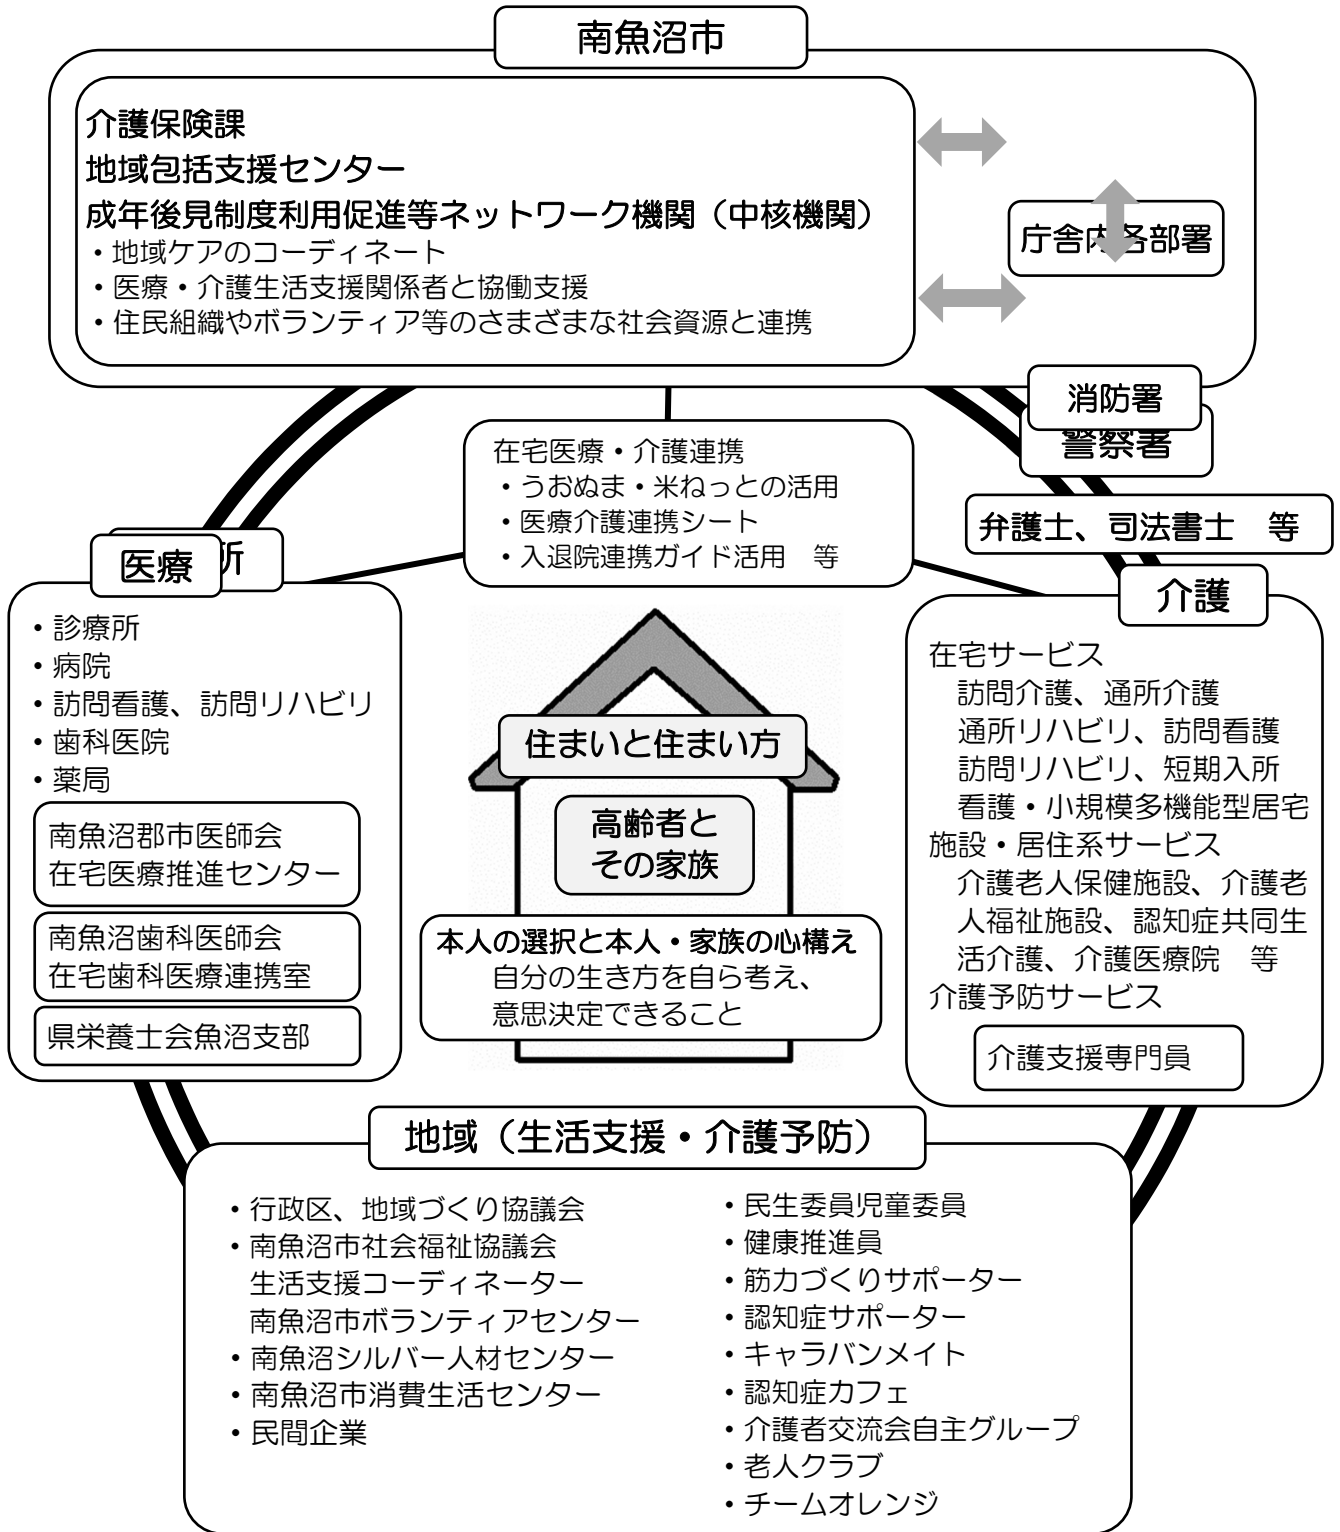 南魚沼市
介護保険課
地域包括支援センター
成年後見制度利用促進等ネットワーク機関（中核機関）
・地域ケアのコーディネート
・医療・介護生活支援関係者と協働支援
・住民組織やボランティア等のさまざまな社会資源と連携
庁舎内各部署
消防署
警察署
弁護士、司法書士　等
在宅医療・介護連携
・うおぬま・米ねっとの活用
・医療介護連携シート
・入退院連携ガイド活用　等
医療
所
・診療所
・病院
・訪問看護、訪問リハビリ
・歯科医院
・薬局
南魚沼郡市医師会
在宅医療推進センター
南魚沼歯科医師会
在宅歯科医療連携室
県栄養士会魚沼支部
住まいと住まい方
高齢者と
その家族
本人の選択と本人・家族の心構え
自分の生き方を自ら考え、
意思決定できること
介護
在宅サービス
訪問介護、通所介護
通所リハビリ、訪問看護
訪問リハビリ、短期入所
看護・小規模多機能型居宅
施設・居住系サービス
介護老人保健施設、介護老
人福祉施設、認知症共同生
活介護、介護医療院　等
介護予防サービス
介護支援専門員
地域（生活支援・介護予防）
・行政区、地域づくり協議会
・南魚沼市社会福祉協議会
生活支援コーディネーター
南魚沼市ボランティアセンター
・南魚沼シルバー人材センター
・南魚沼市消費生活センター
・民間企業
・民生委員児童委員
・健康推進員
・筋力づくりサポーター
・認知症サポーター
・キャラバンメイト
・認知症カフェ
・介護者交流会自主グループ
・老人クラブ
・チームオレンジ